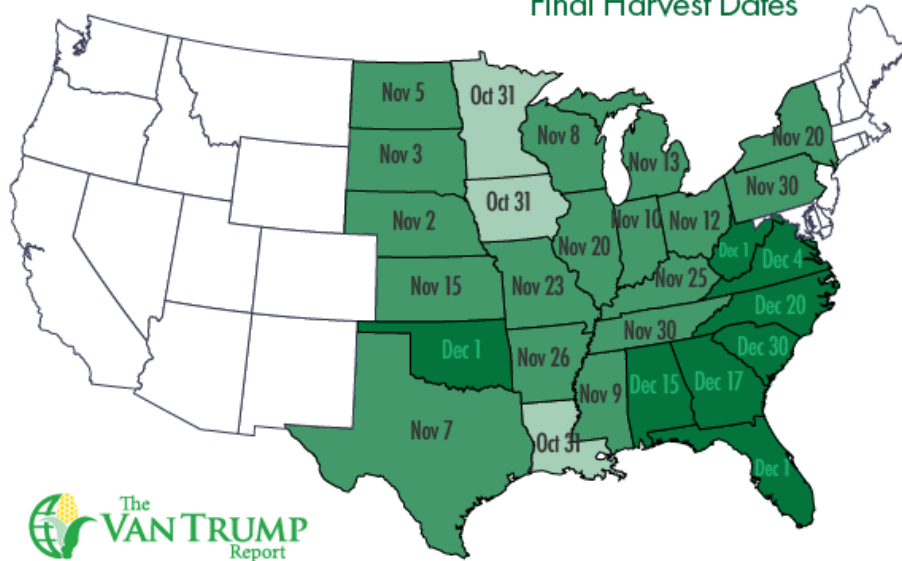 Final Harvest Dates
Nov 5
Oct 31
Nov 8
Nov 20
Nov 3
Nov 13
Nov 30
Oct 31
Nov 2
Nov 10
Nov 12
Nov 20
Dec 1
Dec 4
Nov 15
Nov 23
Nov 25
Dec 20
Nov 30
Dec 1
Nov 26
Dec 30
Nov 9
Dec 15
Dec 17
Nov 7
Oct 31
Dec 1
The
VAN TRUMP
Report